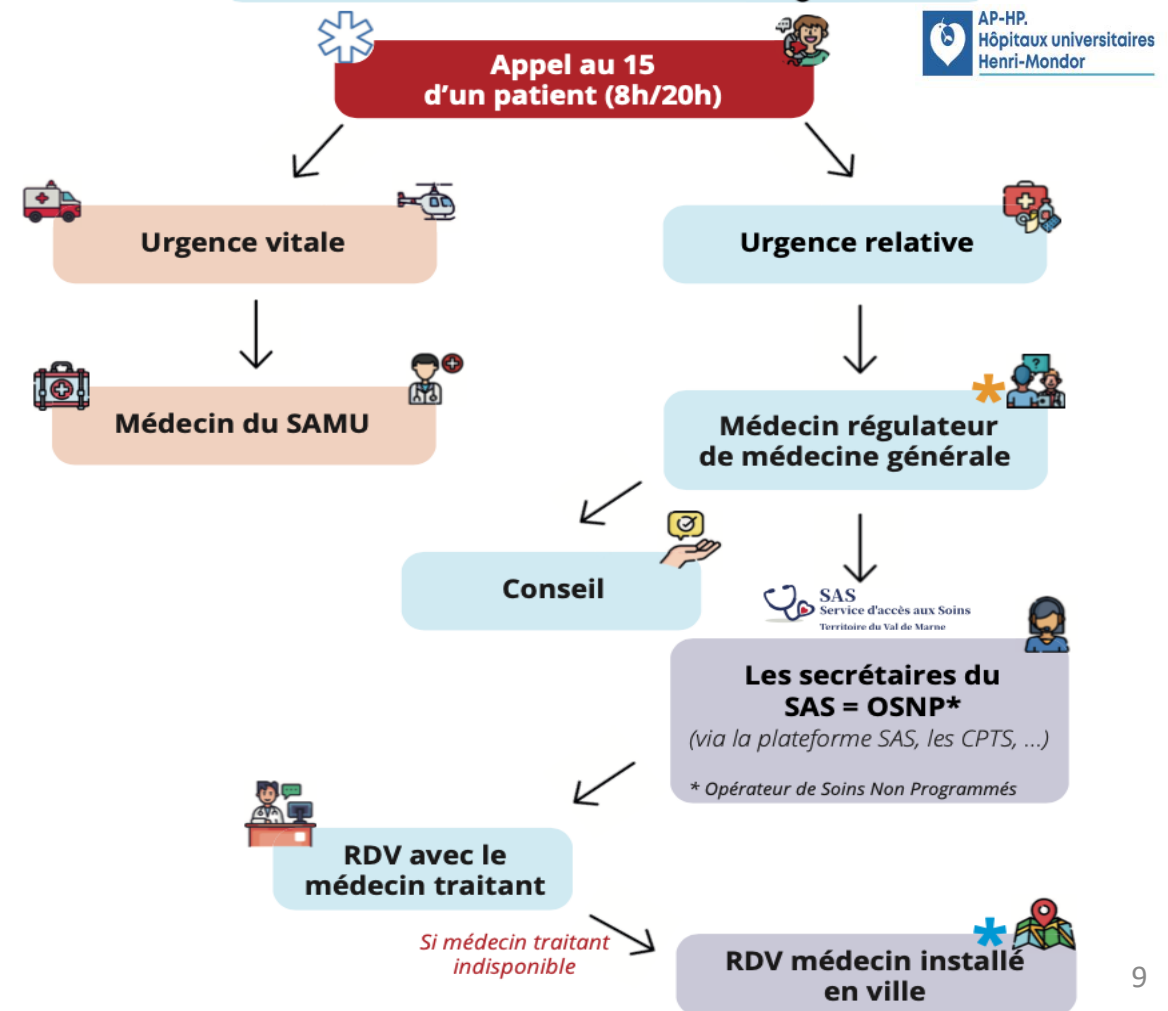 AP-HP.
Hôpitaux universitaires
Henri-Mondor
Appel au 15
d’un patient (8h/20h)
Urgence vitale
Urgence relative
Médecin du SAMU
Médecin régulateur
de médecine générale
Conseil
SAS
Service d'accès aux Soins
Territoire du Val de Marne
Les secrétaires du
SAS = OSNP*
(via la plateforme SAS, les CPTS, ...)
* Opérateur de Soins Non Programmés
RDV avec le
médecin traitant
Si médecin traitant
indisponible
RDV médecin installé
en ville
9